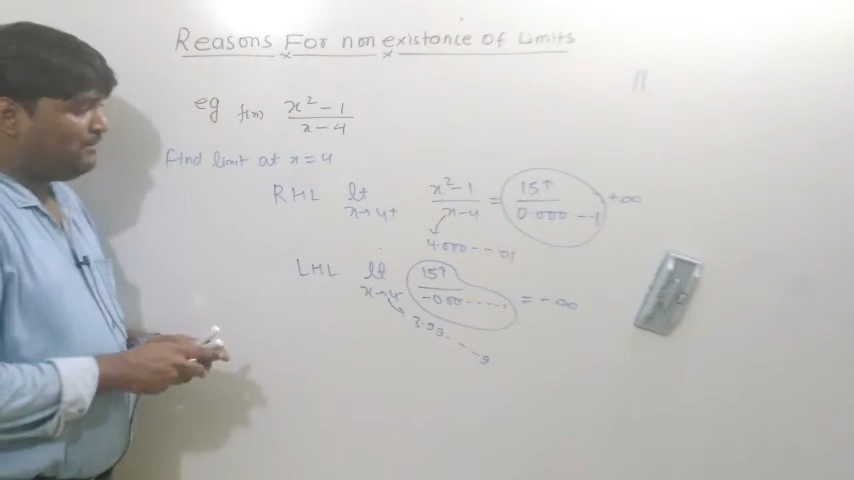 Reasons For non existance of Limits
eg f(x) x² - 1 / x - 4
Find limit at x = 4
RHL lt x→4+ x²-1 / x-4 = 15↑ / 0.000---1 +∞
4.000----01
LHL lt x→4- 15↑ / -0.00----- = -∞
3.99----9